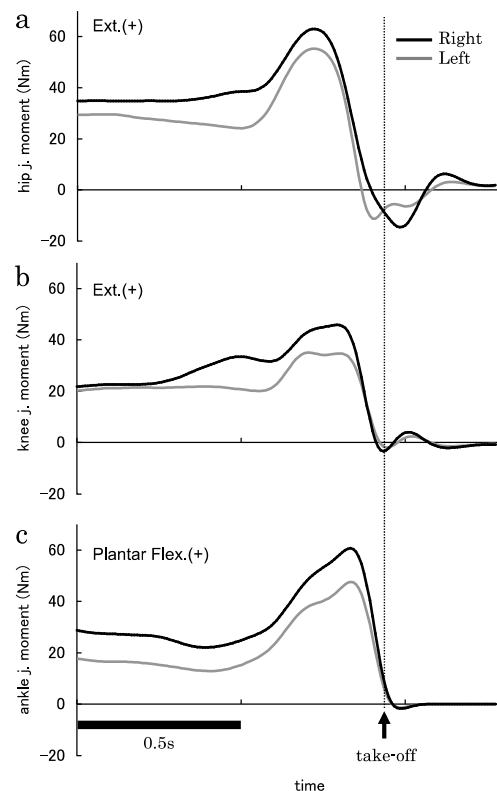 a
Ext.(+)
Right
Left
60
40
20
0
−20
hip j. moment (Nm)
b
Ext.(+)
60
40
20
0
−20
knee j. moment (Nm)
c
Plantar Flex.(+)
60
40
20
0
−20
ankle j. moment (Nm)
0.5s
take-off
time